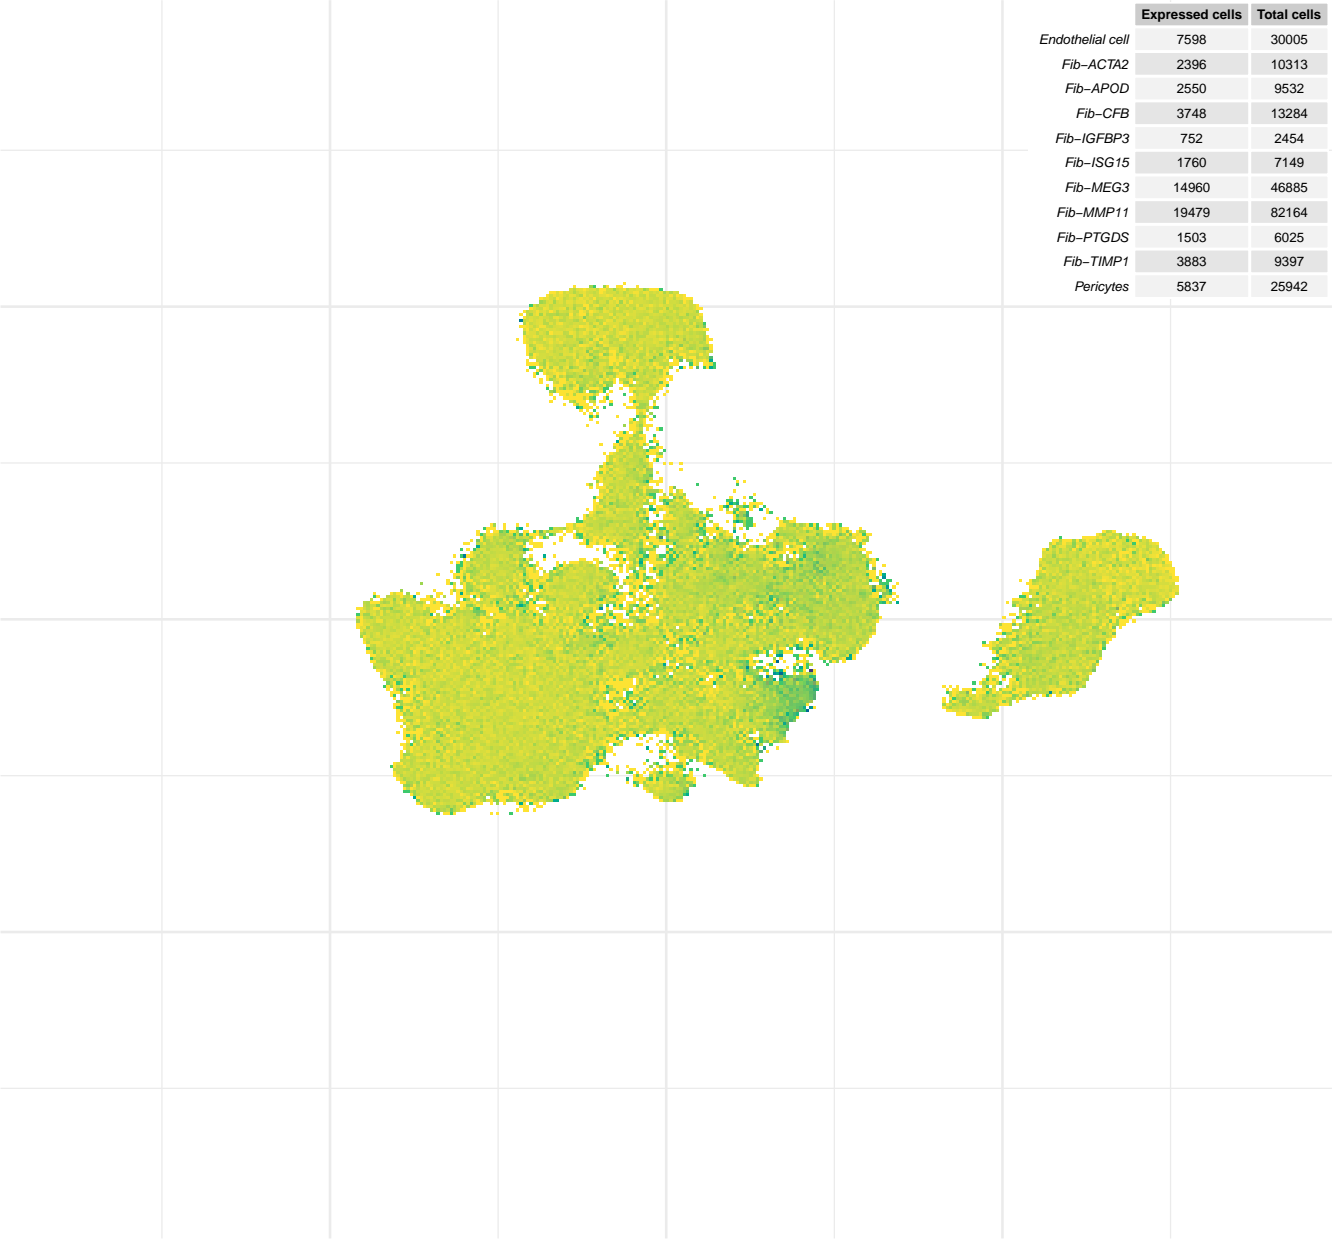 Expressed cells Total cells
Endothelial cell 7598 30005
Fib−ACTA2 2396 10313
Fib−APOD 2550 9532
Fib−CFB 3748 13284
Fib−IGFBP3 752 2454
Fib−ISG15 1760 7149
Fib−MEG3 14960 46885
Fib−MMP11 19479 82164
Fib−PTGDS 1503 6025
Fib−TIMP1 3883 9397
Pericytes 5837 25942